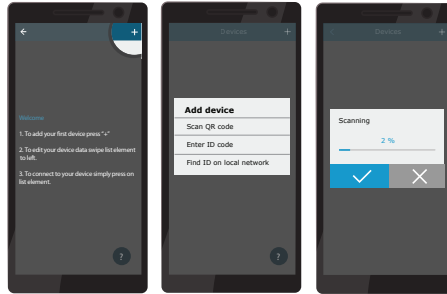 +
Welcome
1. To add your first device press "+"
2. To edit your device data swipe list element
to left.
3. To connect to your device simply press on
list element.
?
Devices +
Add device
Scan QR code
Enter ID code
Find ID on local network
?
Devices +
Scanning
2 %